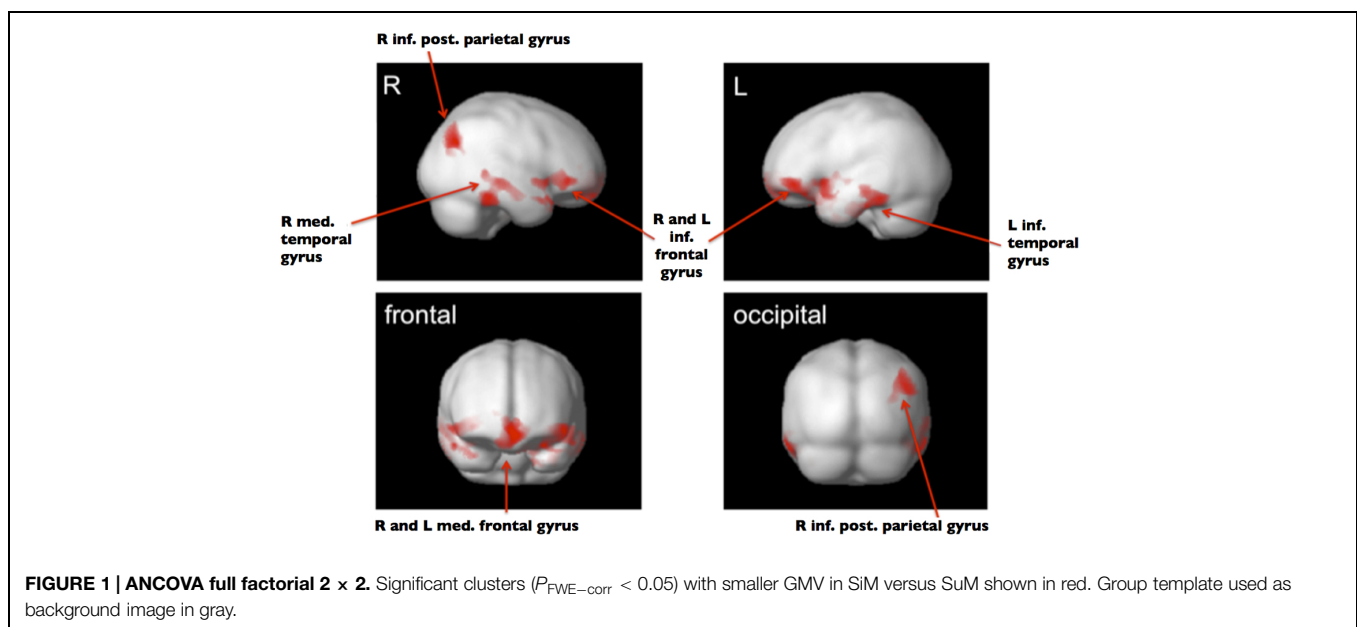 R inf. post. parietal gyrus
R
L
R med.
temporal
gyrus
R and L
inf.
frontal
gyrus
L inf.
temporal
gyrus
frontal
occipital
R and L med. frontal gyrus
R inf. post. parietal gyrus
FIGURE 1 | ANCOVA full factorial 2 × 2. Significant clusters (P_FWE−corr < 0.05) with smaller GMV in SiM versus SuM shown in red. Group template used as
background image in gray.